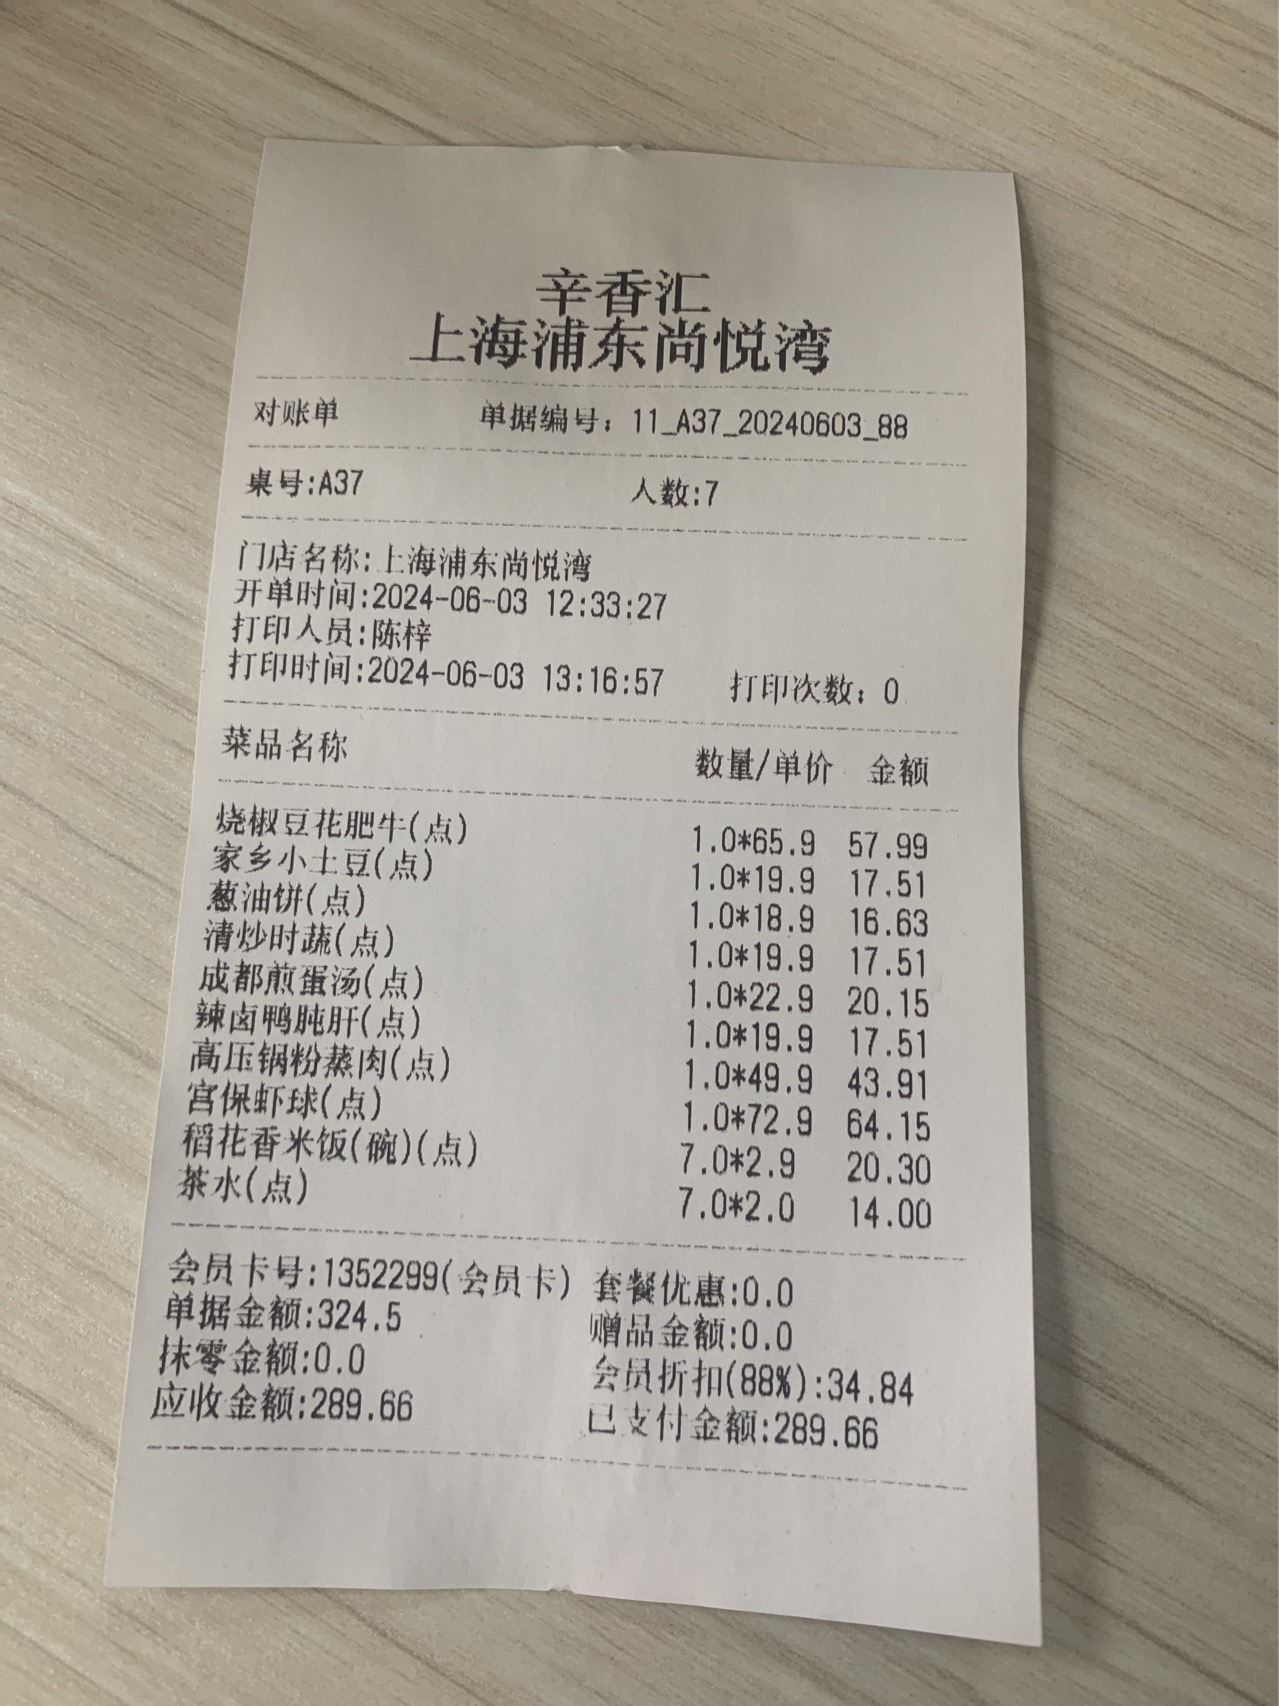 辛香汇
上海浦东尚悦湾
对账单 单据编号：11_A37_20240603_88
桌号:A37 人数:7
门店名称:上海浦东尚悦湾
开单时间:2024-06-03 12:33:27
打印人员:陈梓
打印时间:2024-06-03 13:16:57 打印次数：0
菜品名称 数量/单价 金额
烧椒豆花肥牛(点) 1.0*65.9 57.99
家乡小土豆(点) 1.0*19.9 17.51
葱油饼(点) 1.0*18.9 16.63
清炒时蔬(点) 1.0*19.9 17.51
成都煎蛋汤(点) 1.0*22.9 20.15
辣卤鸭肫肝(点) 1.0*19.9 17.51
高压锅粉蒸肉(点) 1.0*49.9 43.91
宫保虾球(点) 1.0*72.9 64.15
稻花香米饭(碗)(点) 7.0*2.9 20.30
茶水(点) 7.0*2.0 14.00
会员卡号:1352299(会员卡) 套餐优惠:0.0
单据金额:324.5 赠品金额:0.0
抹零金额:0.0 会员折扣(88%):34.84
应收金额:289.66 已支付金额:289.66